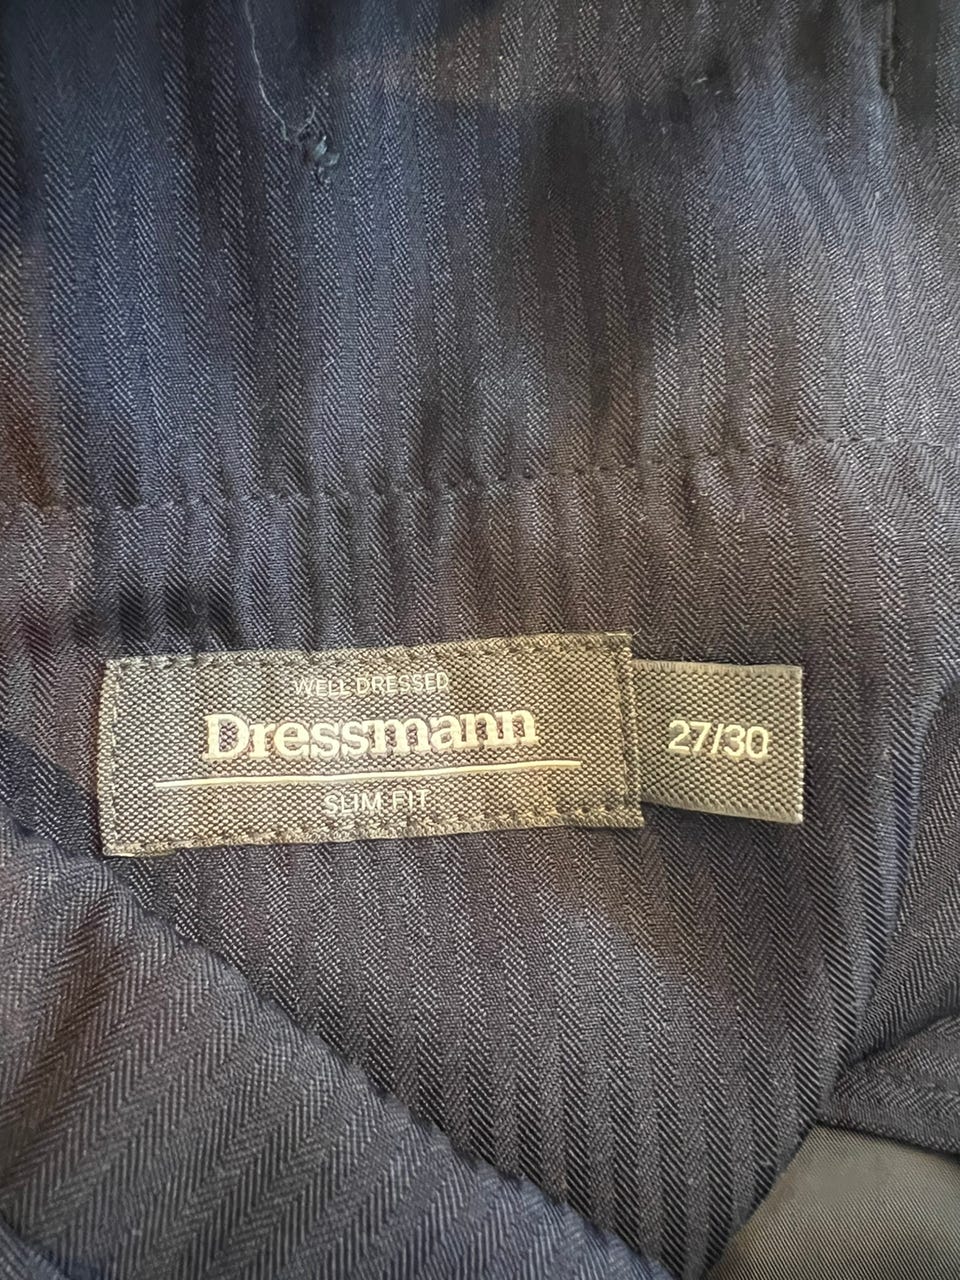 WELL DRESSED
Dressmann
SLIM FIT
27/30